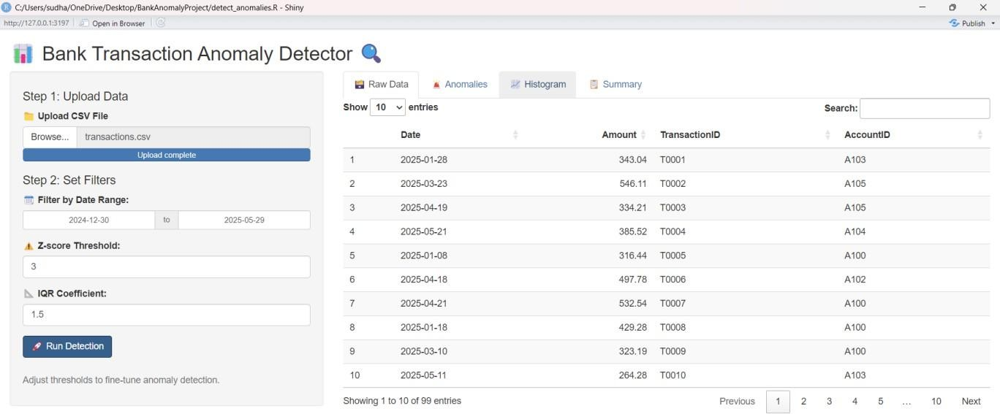 C:/Users/sudha/OneDrive/Desktop/BankAnomalyProject/detect_anomalies.R - Shiny
http://127.0.0.1:3197 Open in Browser Publish
Bank Transaction Anomaly Detector
Step 1: Upload Data
Upload CSV File
Browse... transactions.csv
Upload complete
Step 2: Set Filters
Filter by Date Range:
2024-12-30 to 2025-05-29
Z-score Threshold:
3
IQR Coefficient:
1.5
Run Detection
Adjust thresholds to fine-tune anomaly detection.
Raw Data Anomalies Histogram Summary
Show 10 entries Search:
Date Amount TransactionID AccountID
1 2025-01-28 343.04 T0001 A103
2 2025-03-23 546.11 T0002 A105
3 2025-04-19 334.21 T0003 A105
4 2025-05-21 385.52 T0004 A104
5 2025-01-08 316.44 T0005 A100
6 2025-04-18 497.78 T0006 A102
7 2025-04-21 532.54 T0007 A100
8 2025-01-18 429.28 T0008 A100
9 2025-03-10 323.19 T0009 A100
10 2025-05-11 264.28 T0010 A103
Showing 1 to 10 of 99 entries Previous 1 2 3 4 5 ... 10 Next